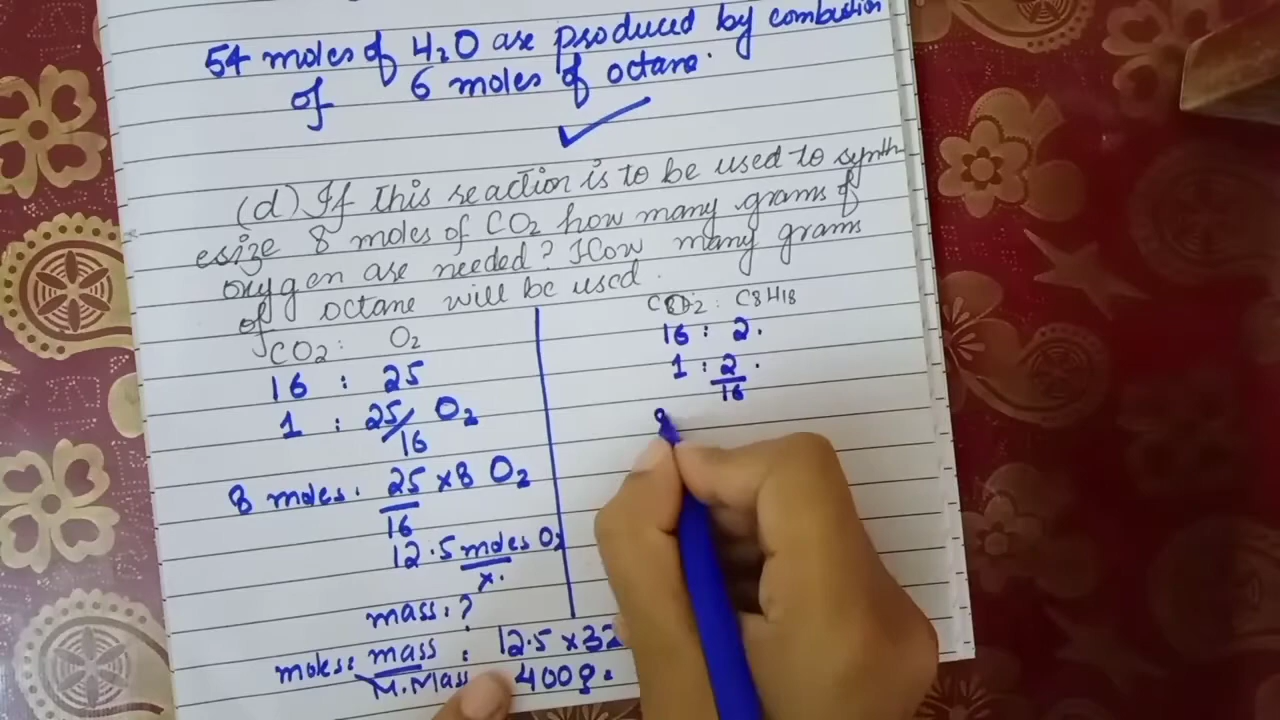 54 moles of H2O are produced by combustion
of 6 moles of octane.
(d) If this reaction is to be used to synth
esize 8 moles of CO2 how many grams of
oxygen are needed? How many grams
of octane will be used.
CO2 : O2
16 : 25
1 : 25/16 O2
8 moles. 25/16 x 8 O2
12.5 moles O2
x.
mass. ?
moles: mass/M.Mass : 12.5 x 32
400g.
CO2 : C8H18
16 : 2.
1 : 2/16.
8